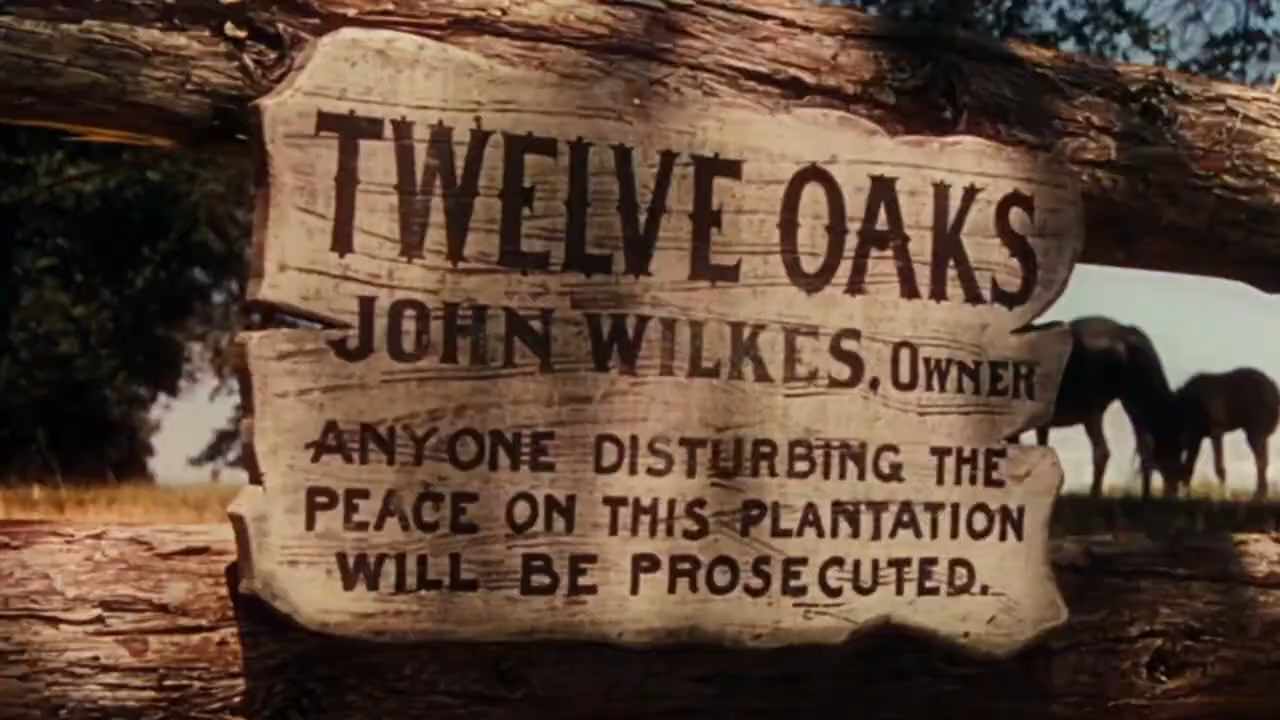 TWELVE OAKS
JOHN WILKES, OWNER
ANYONE DISTURBING THE
PEACE ON THIS PLANTATION
WILL BE PROSECUTED.